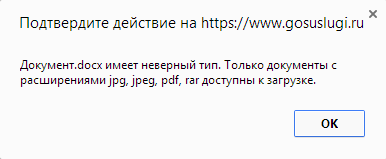 Подтвердите действие на https://www.gosuslugi.ru
Документ.docx имеет неверный тип. Только документы с
расширениями jpg, jpeg, pdf, rar доступны к загрузке.
OK